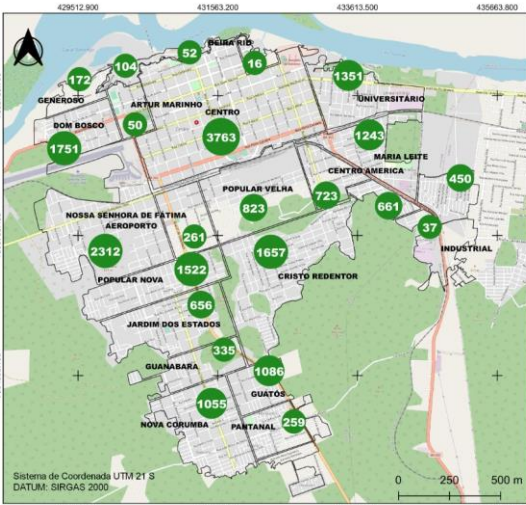 429512.900 431563.200 433613.500 435663.800
BEIRA RIO
52
104
16
172
1351
GENEROSO
ARTUR MARINHO
UNIVERSITÁRIO
CENTRO
DOM BOSCO
50
3763
1243
1751
MARIA LEITE
CENTRO AMERICA
450
POPULAR VELHA
723
823
661
NOSSA SENHORA DE FÁTIMA
AEROPORTO
37
261
2312
1657
INDUSTRIAL
1522
CRISTO REDENTOR
POPULAR NOVA
656
JARDIM DOS ESTADOS
335
GUANABARA
1086
GUATÓS
1055
259
NOVA CORUMBA
PANTANAL
Sistema de Coordenada UTM 21 S
DATUM: SIRGAS 2000
0 250 500 m